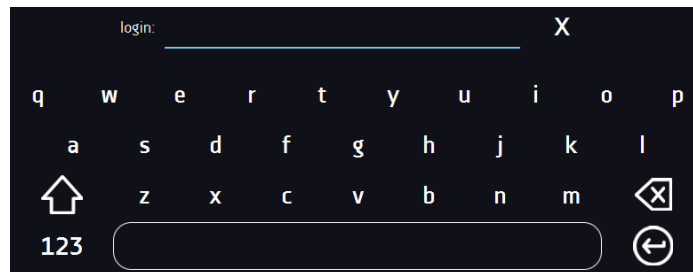 login: X
q w e r t y u i o p
a s d f g h j k l
z x c v b n m
123